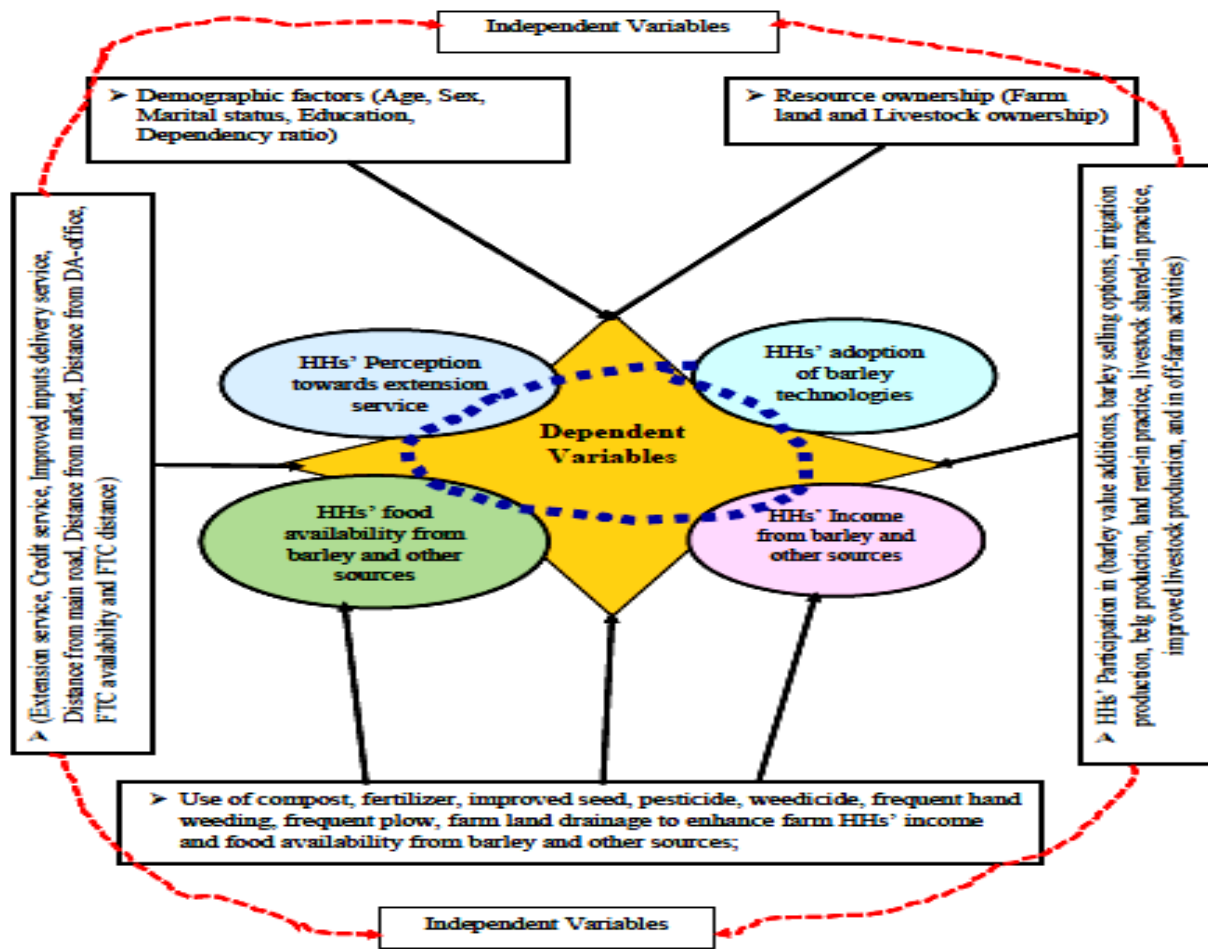 Independent Variables
➢ Demographic factors (Age, Sex,
Marital status, Education,
Dependency ratio)
➢ Resource ownership (Farm
land and Livestock ownership)
➢ (Extension service, Credit service, Improved inputs delivery service,
Distance from main road, Distance from market, Distance from DA-office,
FTC availability and FTC distance)
HHs' Perception
towards extension
service
HHs' adoption
of barley
technologies
Dependent
Variables
HHs' food
availability from
barley and other
sources
HHs' Income
from barley and
other sources
➢ HHs' Participation in (barley value additions, barley selling options, irrigation
production, belg production, land rent-in practice, livestock shared-in practice,
improved livestock production, and in off-farm activities)
➢ Use of compost, fertilizer, improved seed, pesticide, weedicide, frequent hand
weeding, frequent plow, farm land drainage to enhance farm HHs' income
and food availability from barley and other sources;
Independent Variables